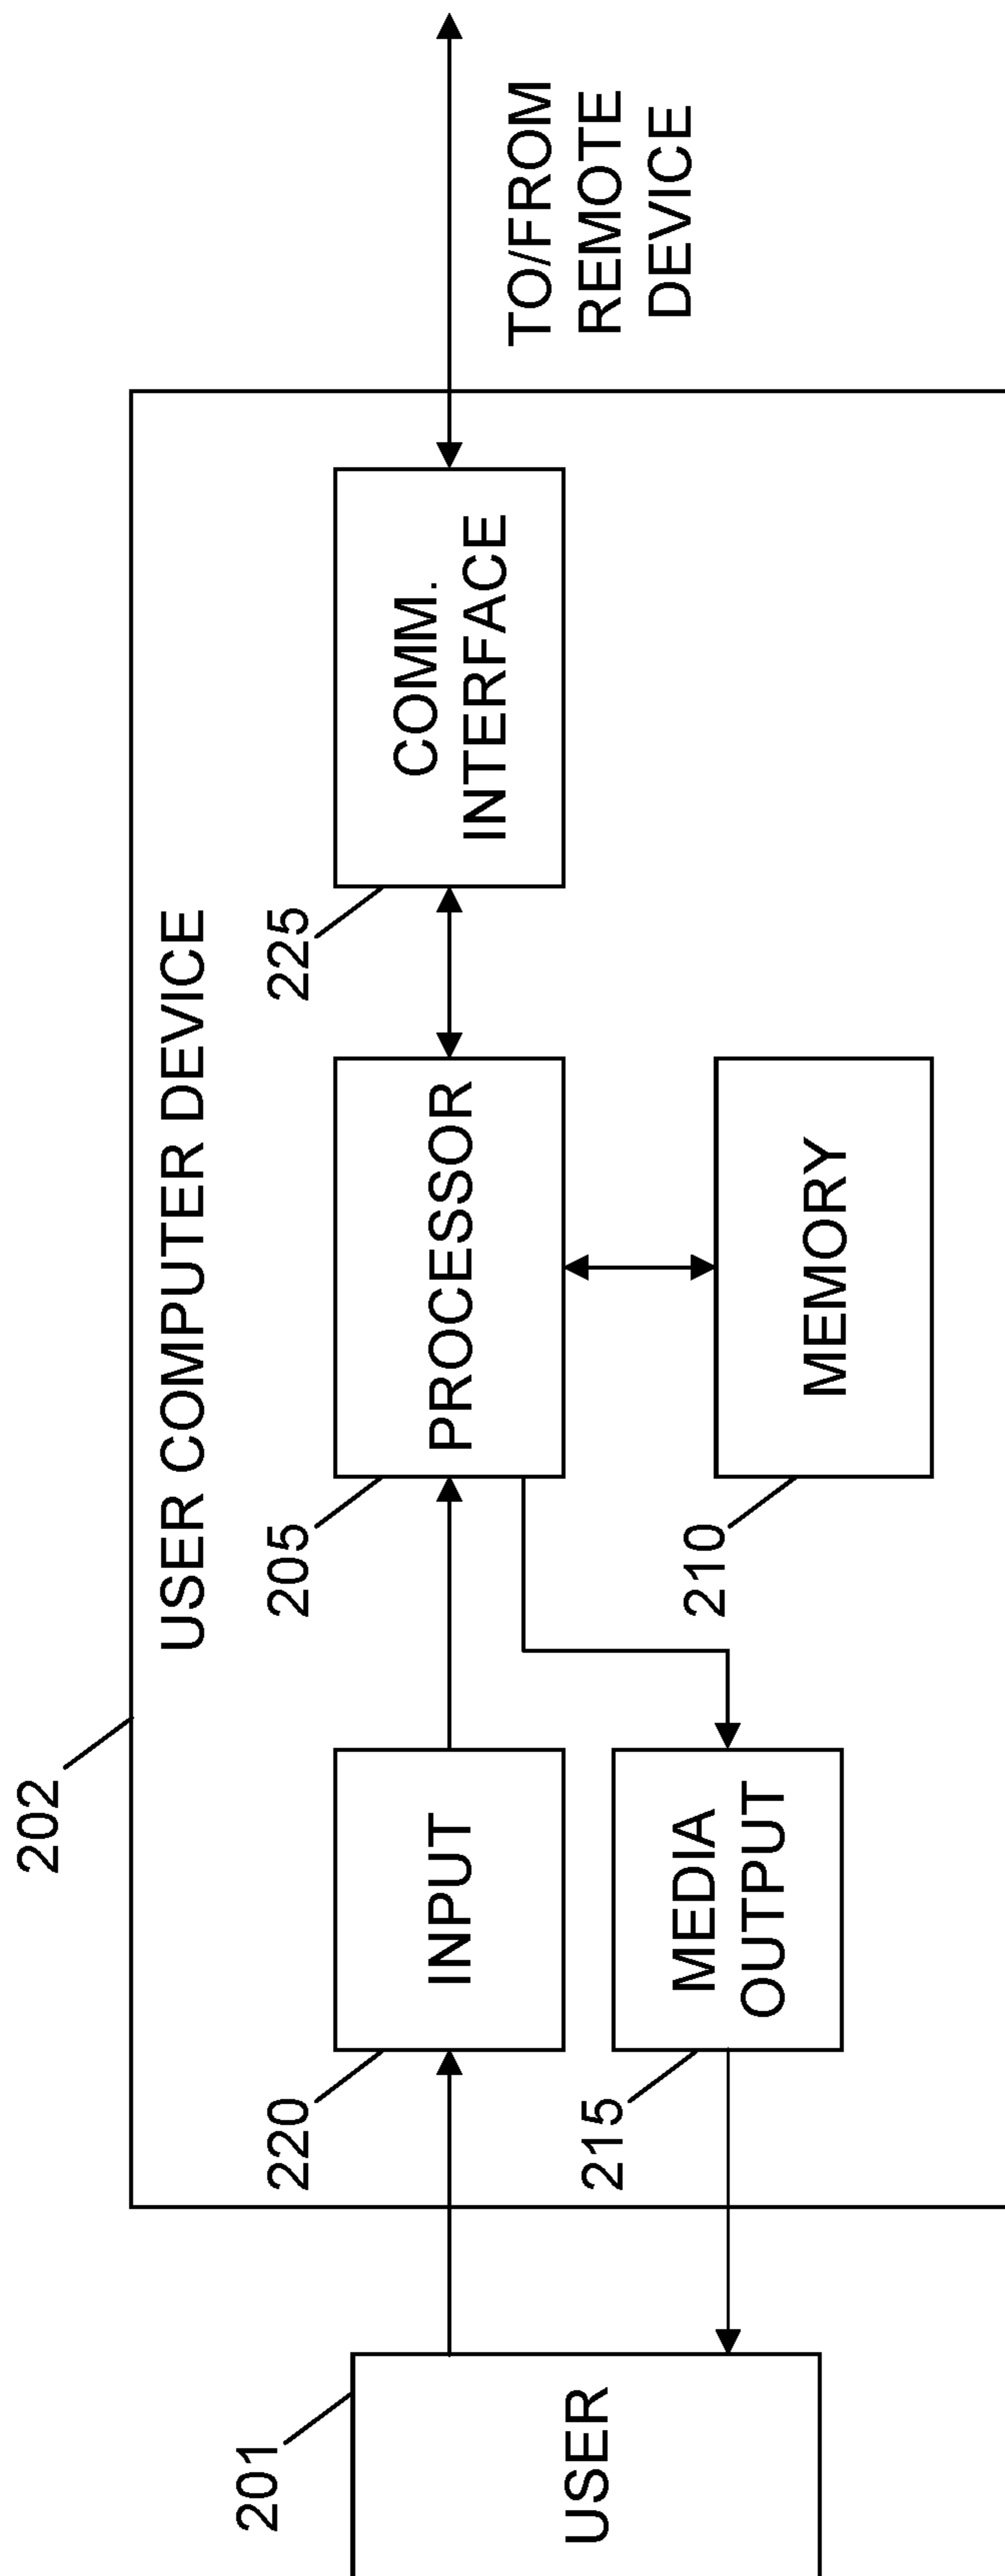 202
USER COMPUTER DEVICE
201
USER
220
INPUT
205
PROCESSOR
225
COMM.
INTERFACE
TO/FROM
REMOTE
DEVICE
215
MEDIA
OUTPUT
210
MEMORY